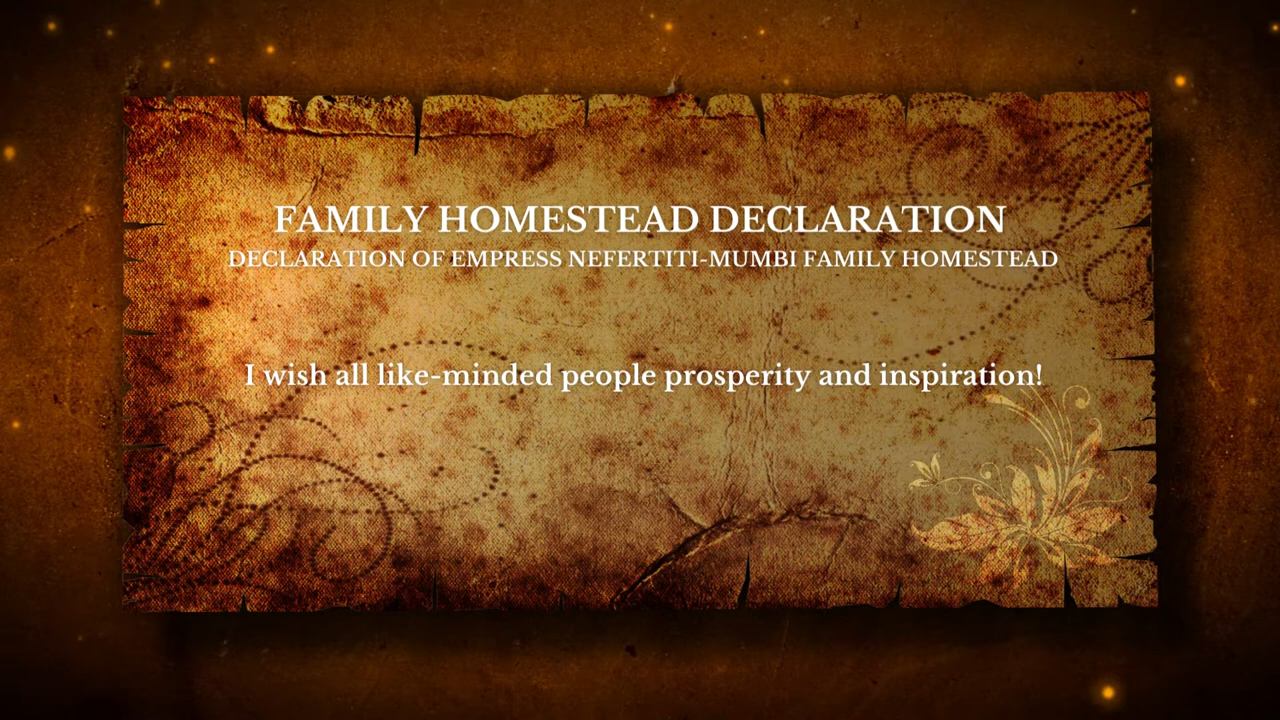 FAMILY HOMESTEAD DECLARATION
DECLARATION OF EMPRESS NEFERTITI-MUMBI FAMILY HOMESTEAD
I wish all like-minded people prosperity and inspiration!